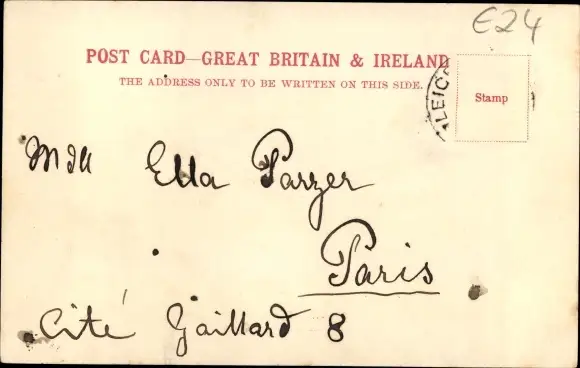 E24
POST CARD—GREAT BRITAIN & IRELAND
THE ADDRESS ONLY TO BE WRITTEN ON THIS SIDE.
LEIC
Stamp
Mdlle Ella Parzer
Paris
Cité Gaillard 8